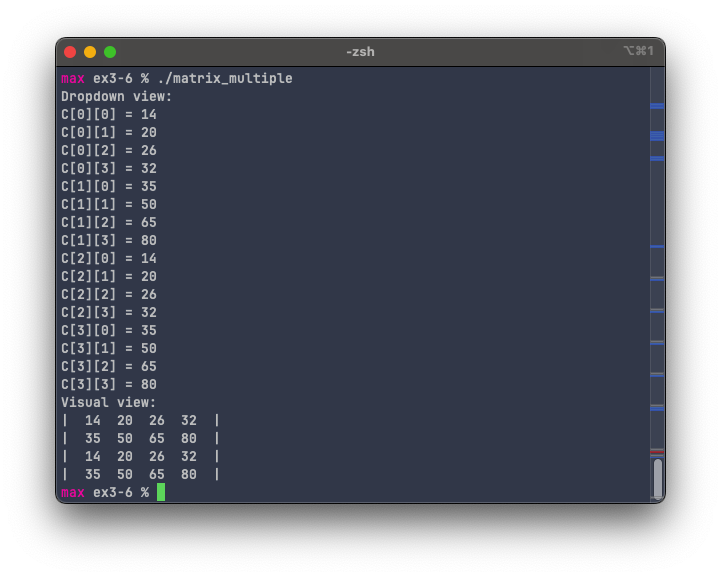 -zsh ⌥⌘1
max ex3-6 % ./matrix_multiple
Dropdown view:
C[0][0] = 14
C[0][1] = 20
C[0][2] = 26
C[0][3] = 32
C[1][0] = 35
C[1][1] = 50
C[1][2] = 65
C[1][3] = 80
C[2][0] = 14
C[2][1] = 20
C[2][2] = 26
C[2][3] = 32
C[3][0] = 35
C[3][1] = 50
C[3][2] = 65
C[3][3] = 80
Visual view:
|  14  20  26  32  |
|  35  50  65  80  |
|  14  20  26  32  |
|  35  50  65  80  |
max ex3-6 %